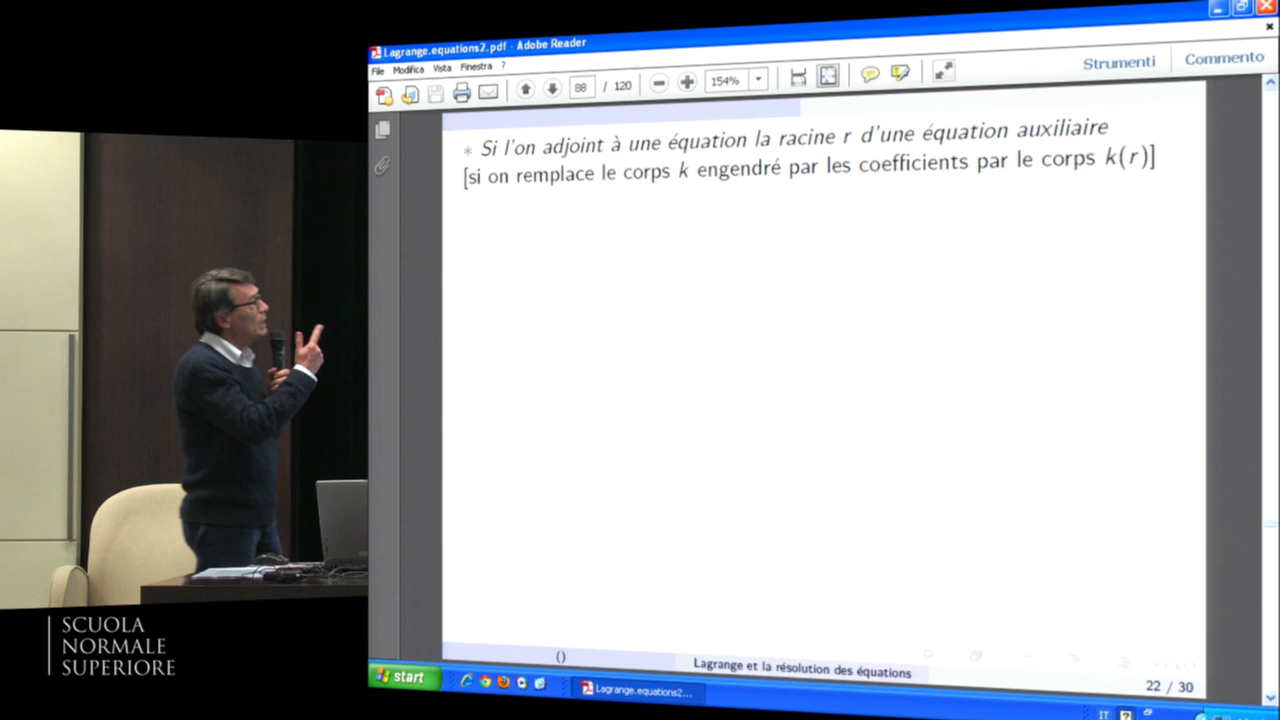 Lagrange.equations2.pdf - Adobe Reader
File Modifica Vista Finestra ?
88 / 120 154%
Strumenti Commento
* Si l'on adjoint à une équation la racine r d'une équation auxiliaire
[si on remplace le corps k engendré par les coefficients par le corps k(r)]
()
Lagrange et la résolution des équations
22 / 30
start
Lagrange.equations2...
IT
SCUOLA
NORMALE
SUPERIORE